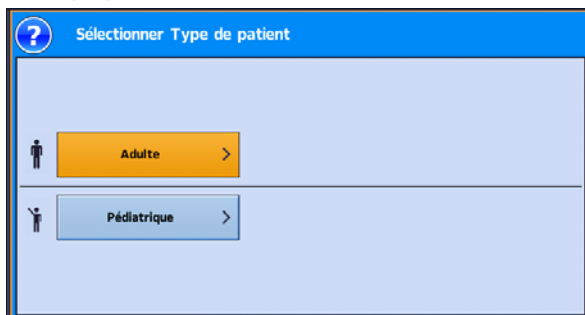 ?
Sélectionner Type de patient
Adulte >
Pédiatrique >